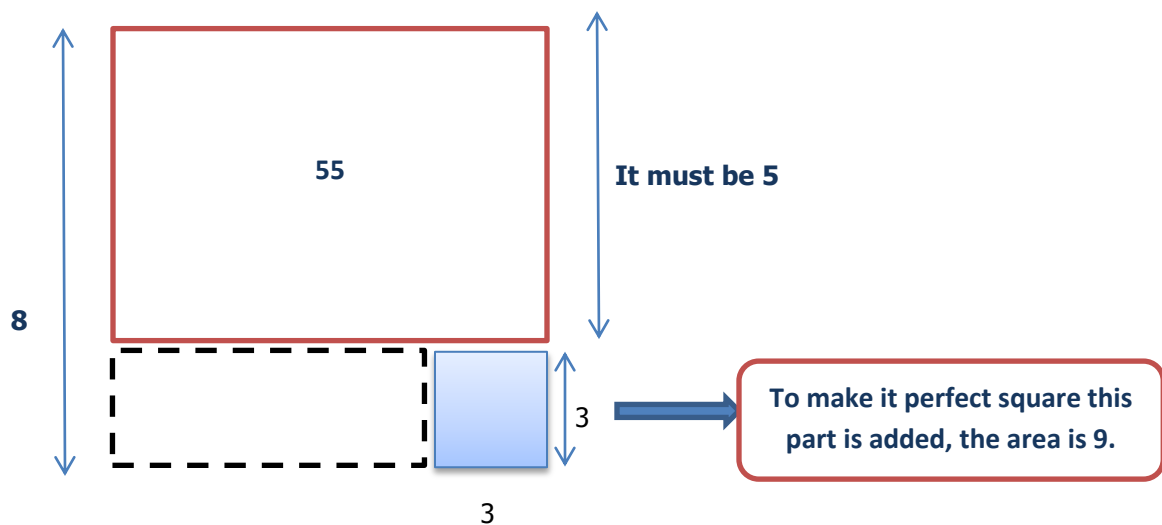 55
It must be 5
8
3
To make it perfect square this
part is added, the area is 9.
3